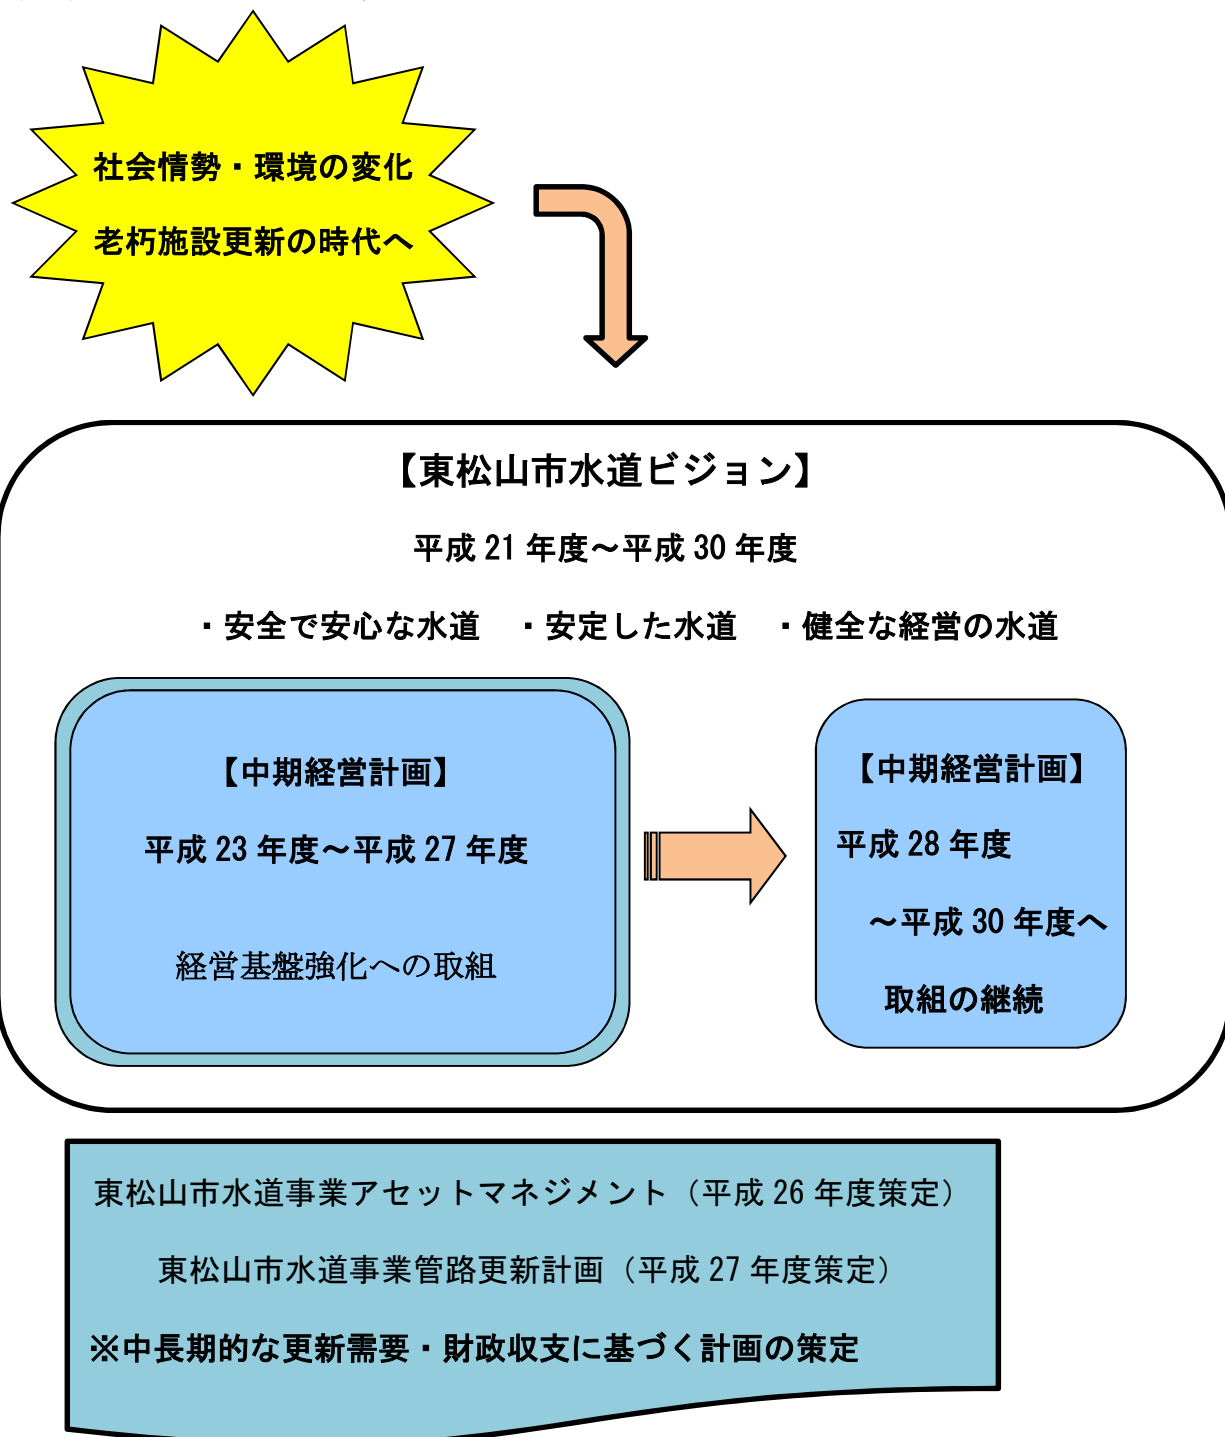 社会情勢・環境の変化
老朽施設更新の時代へ
【東松山市水道ビジョン】
平成 21 年度～平成 30 年度
・安全で安心な水道　・安定した水道　・健全な経営の水道
【中期経営計画】
平成 23 年度～平成 27 年度
経営基盤強化への取組
【中期経営計画】
平成 28 年度
～平成 30 年度へ
取組の継続
東松山市水道事業アセットマネジメント（平成 26 年度策定）
東松山市水道事業管路更新計画（平成 27 年度策定）
※中長期的な更新需要・財政収支に基づく計画の策定